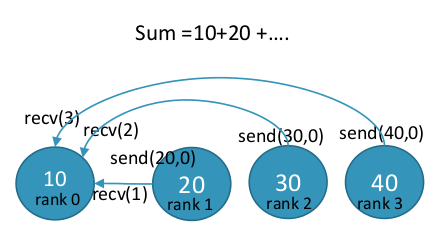 Sum =10+20 +....
recv(3)
recv(2)
send(30,0)
send(40,0)
send(20,0)
recv(1)
10
rank 0
20
rank 1
30
rank 2
40
rank 3